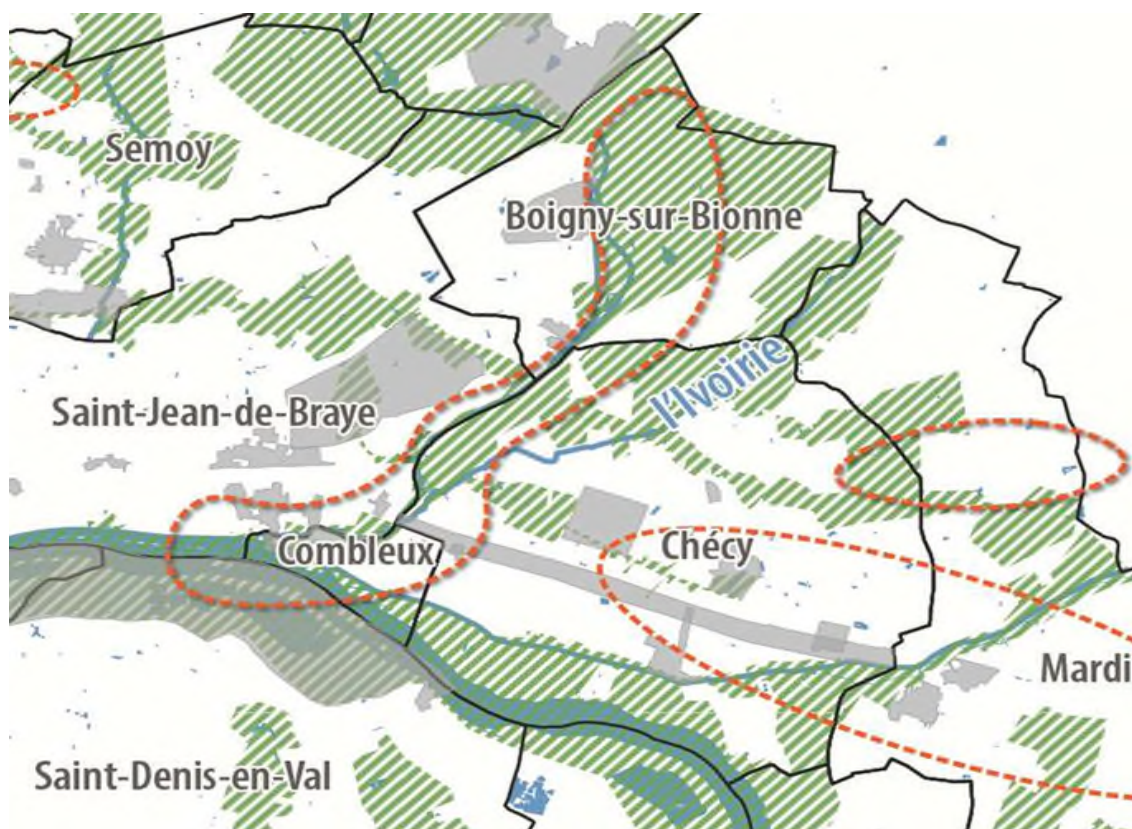 Semoy
Boigny-sur-Bionne
l'Ivoirie
Saint-Jean-de-Braye
Combleux
Chécy
Mardi
Saint-Denis-en-Val